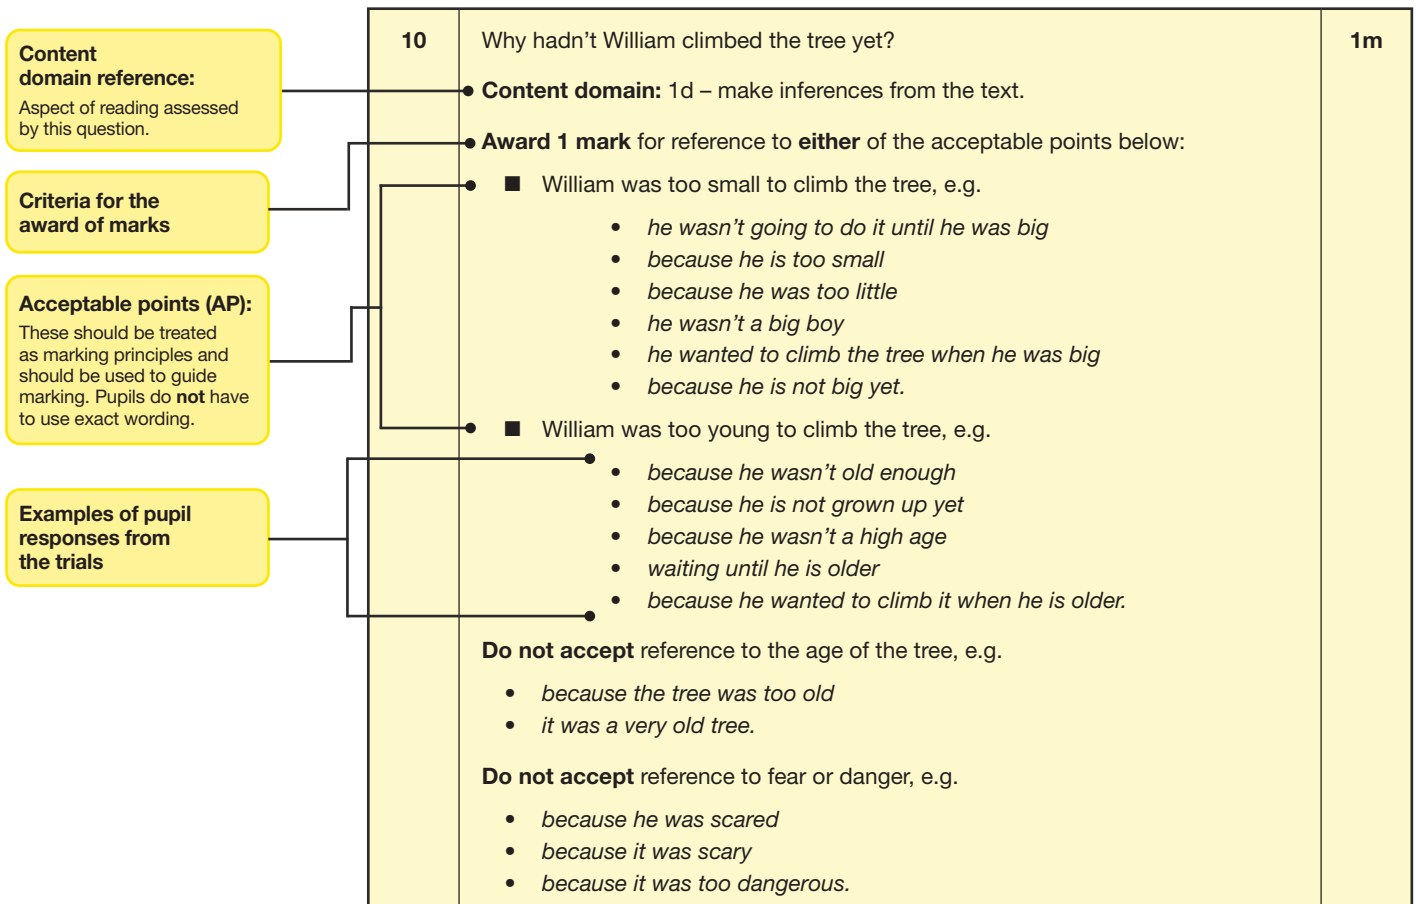 Content
domain reference:
Aspect of reading assessed
by this question.
Criteria for the
award of marks
Acceptable points (AP):
These should be treated
as marking principles and
should be used to guide
marking. Pupils do not have
to use exact wording.
Examples of pupil
responses from
the trials
10 Why hadn’t William climbed the tree yet? 1m
Content domain: 1d – make inferences from the text.
Award 1 mark for reference to either of the acceptable points below:
■ William was too small to climb the tree, e.g.
• he wasn’t going to do it until he was big
• because he is too small
• because he was too little
• he wasn’t a big boy
• he wanted to climb the tree when he was big
• because he is not big yet.
■ William was too young to climb the tree, e.g.
• because he wasn’t old enough
• because he is not grown up yet
• because he wasn’t a high age
• waiting until he is older
• because he wanted to climb it when he is older.
Do not accept reference to the age of the tree, e.g.
• because the tree was too old
• it was a very old tree.
Do not accept reference to fear or danger, e.g.
• because he was scared
• because it was scary
• because it was too dangerous.